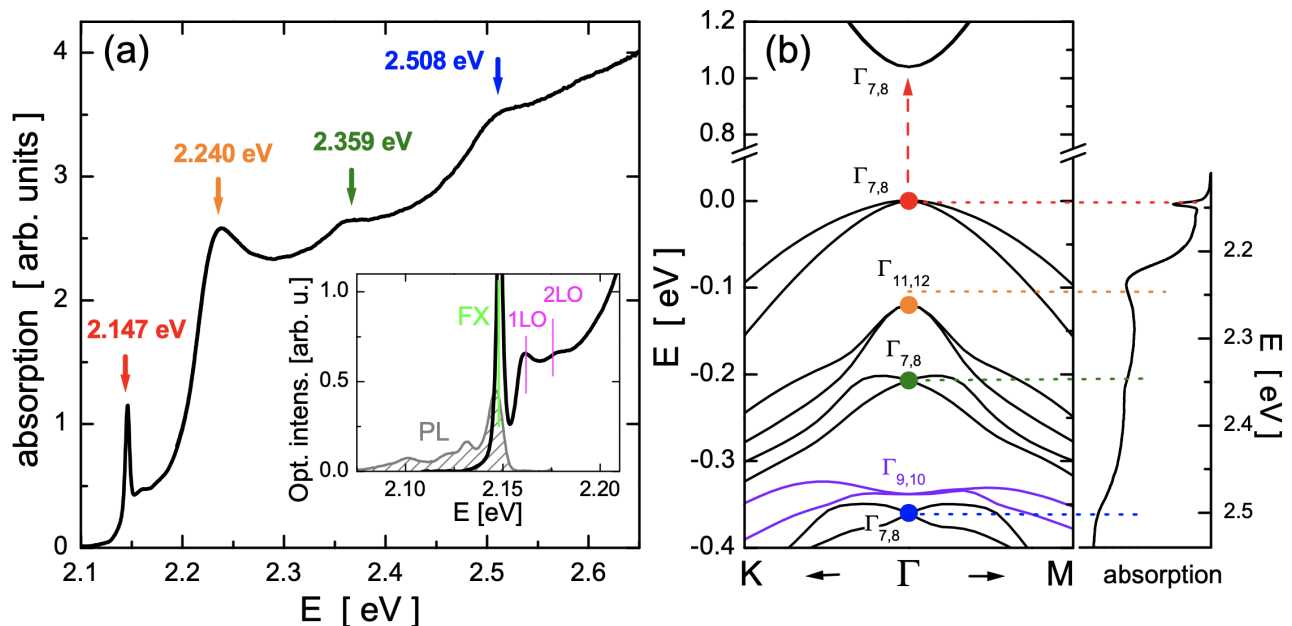 (a)
4
3
2
1
0
absorption [ arb. units]
2.147 eV
2.240 eV
2.359 eV
2.508 eV
2.1 2.2 2.3 2.4 2.5 2.6
E [ eV]
1.0
0.5
0.0
Opt. intens. [arb. u.]
FX
1LO
2LO
PL
2.10 2.15 2.20
E [eV]
(b)
1.2
1.0
0.8
0.0
-0.1
-0.2
-0.3
-0.4
E [eV]
Γ7,8
Γ7,8
Γ11,12
Γ7,8
Γ9,10
Γ7,8
K ← Γ → M
2.2
2.3
2.4
2.5
E [eV]
absorption